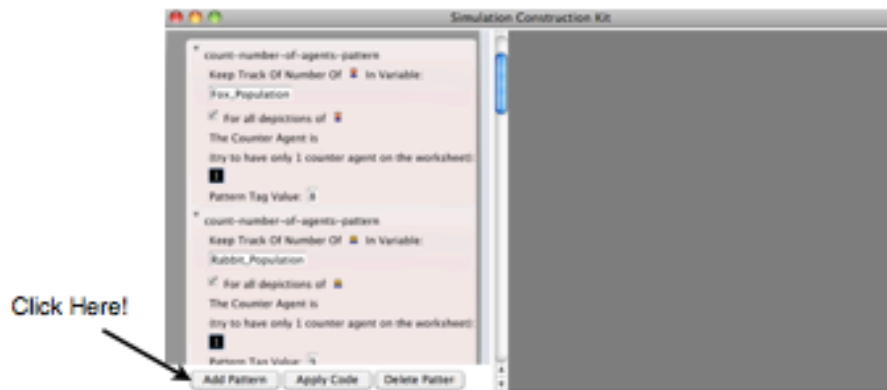 Simulation Construction Kit
count-number-of-agents-pattern
Keep Track Of Number Of In Variable:
Fox_Population
For all depictions of
The Counter Agent is
(try to have only 1 counter agent on the worksheet):
Pattern Tag Value:
count-number-of-agents-pattern
Keep Track Of Number Of In Variable:
Rabbit_Population
For all depictions of
The Counter Agent is
(try to have only 1 counter agent on the worksheet):
Pattern Tag Value:
Click Here!
Add Pattern Apply Code Delete Patter